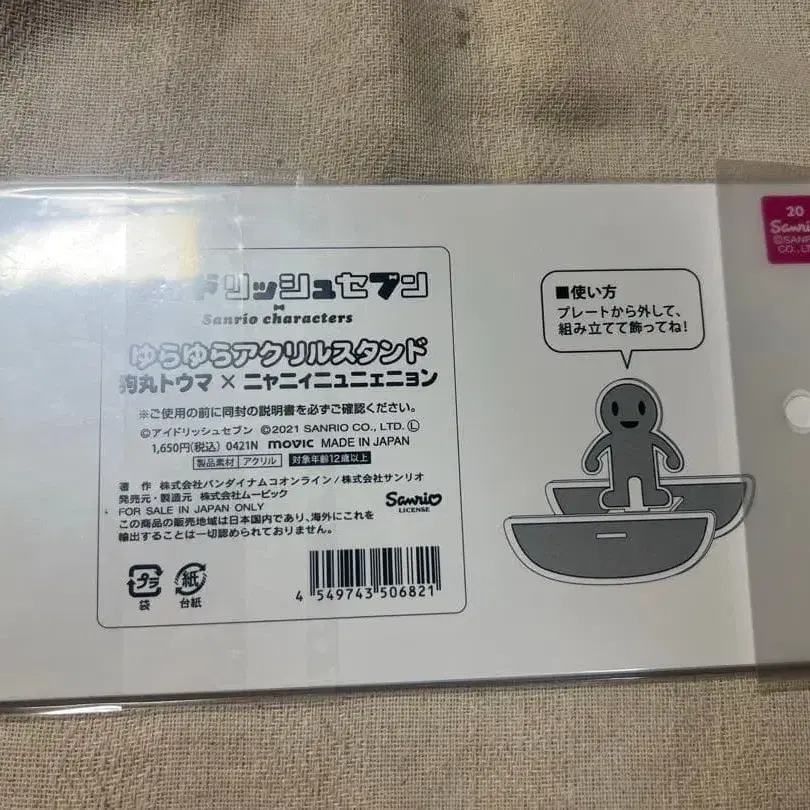 アイドリッシュセブン
Sanrio characters
ゆらゆらアクリルスタンド
狗丸トウマ × ニャニィニュニェニョン
※ご使用の前に同封の説明書を必ずご確認ください。
©アイドリッシュセブン ©2021 SANRIO CO., LTD. Ⓛ
1,650円(税込) 0421N movic MADE IN JAPAN
製品素材 アクリル 対象年齢12歳以上
著 作 株式会社バンダイナムコオンライン/株式会社サンリオ
発売元・製造元 株式会社ムービック
FOR SALE IN JAPAN ONLY
この商品の販売地域は日本国内であり、海外にこれを
輸出することは一切認められておりません。
Sanrio
LICENSE
プラ
袋
紙
台紙
4 549743 506821
■使い方
プレートから外して、
組み立てて飾ってね!
20